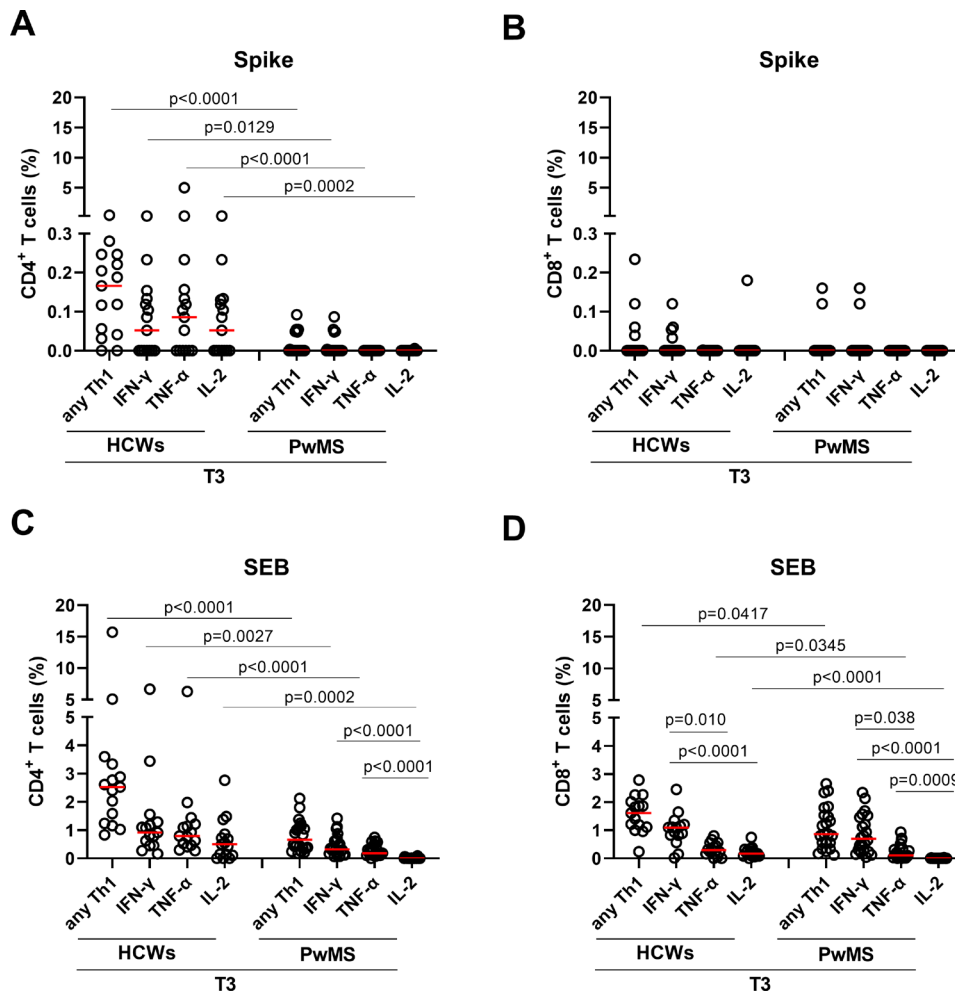 A
Spike
CD4+ T cells (%)
20
15
10
5
0.3
0.2
0.1
0.0
p<0.0001
p=0.0129
p<0.0001
p=0.0002
any Th1
IFN-γ
TNF-α
IL-2
any Th1
IFN-γ
TNF-α
IL-2
HCWs
PwMS
T3
B
Spike
CD8+ T cells (%)
20
15
10
5
0.3
0.2
0.1
0.0
any Th1
IFN-γ
TNF-α
IL-2
any Th1
IFN-γ
TNF-α
IL-2
HCWs
PwMS
T3
C
SEB
CD4+ T cells (%)
20
15
10
5
5
4
3
2
1
0
p<0.0001
p=0.0027
p<0.0001
p=0.0002
p<0.0001
p<0.0001
any Th1
IFN-γ
TNF-α
IL-2
any Th1
IFN-γ
TNF-α
IL-2
HCWs
PwMS
T3
D
SEB
CD8+ T cells (%)
20
15
10
5
5
4
3
2
1
0
p=0.0417
p=0.0345
p<0.0001
p=0.010
p=0.038
p<0.0001
p<0.0001
p=0.0009
any Th1
IFN-γ
TNF-α
IL-2
any Th1
IFN-γ
TNF-α
IL-2
HCWs
PwMS
T3